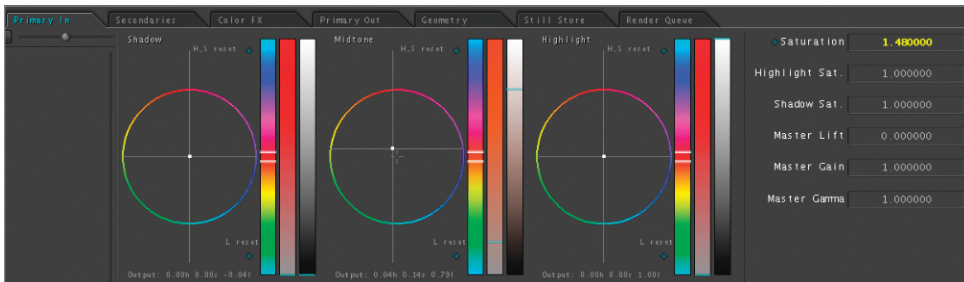 Primary In Secondaries Color FX Primary Out Geometry Still Store Render Queue
Shadow Midtone Highlight
H,S reset H,S reset H,S reset
Saturation 1.480000
Highlight Sat. 1.000000
Shadow Sat. 1.000000
Master Lift 0.000000
Master Gain 1.000000
Master Gamma 1.000000
L reset L reset L reset
Output: 0.00h 0.00s -0.04l Output: 0.04h 0.14s 0.79l Output: 0.00h 0.00s 1.00l